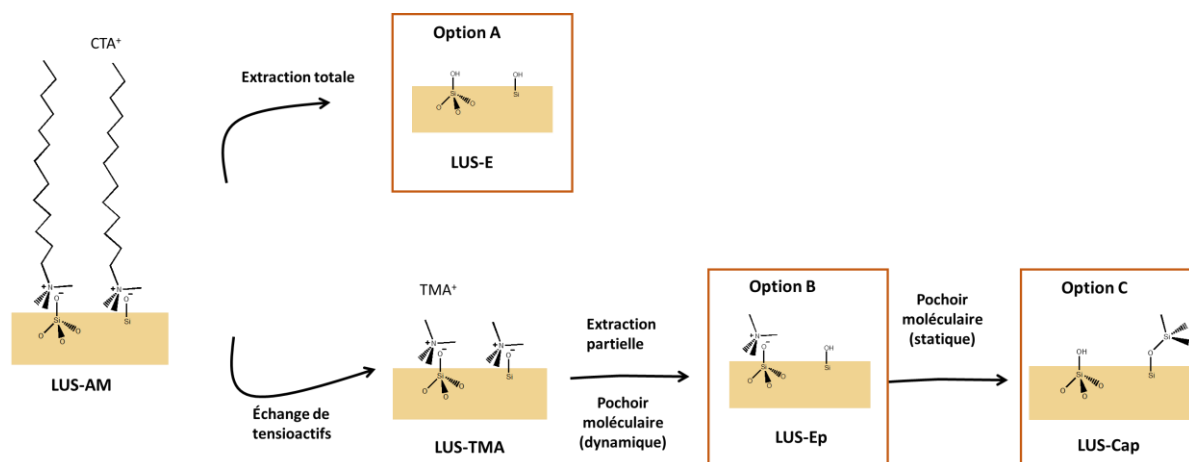 CTA⁺
Option A
Extraction totale
OH
OH
Si
Si
O
O
O
LUS-E
N
+
O
−
N
+
O
−
Si
Si
O
O
O
LUS-AM
TMA⁺
Échange de
tensioactifs
N
+
O
−
N
+
O
−
Si
Si
O
O
O
LUS-TMA
Extraction
partielle
Pochoir
moléculaire
(dynamique)
Option B
N
+
O
−
OH
Si
Si
O
O
O
LUS-Ep
Pochoir
moléculaire
(statique)
Option C
Si
OH
O
Si
Si
O
O
O
LUS-Cap